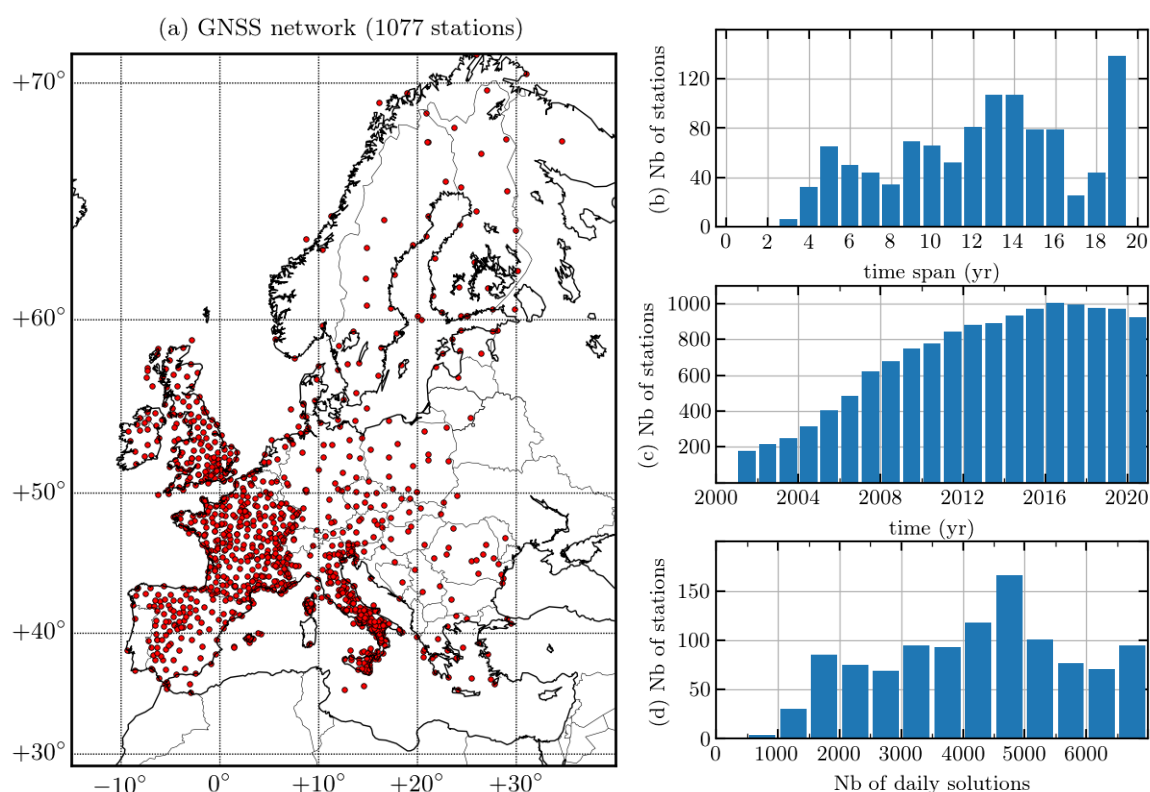 (a) GNSS network (1077 stations)
+70°
+60°
+50°
+40°
+30°
−10° 0° +10° +20° +30°
(b) Nb of stations
120
80
40
0
0 2 4 6 8 10 12 14 16 18 20
time span (yr)
(c) Nb of stations
1000
800
600
400
200
2000 2004 2008 2012 2016 2020
time (yr)
(d) Nb of stations
150
100
50
0
0 1000 2000 3000 4000 5000 6000
Nb of daily solutions